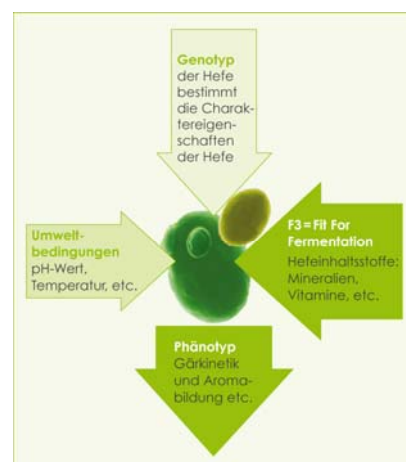 Genotyp
der Hefe
bestimmt
die Charak-
tereigen-
schaften
der Hefe
Umwelt-
bedingungen
pH-Wert,
Temperatur, etc.
F3=Fit For
Fermentation
Hefeinhaltsstoffe:
Mineralien,
Vitamine, etc.
Phänotyp
Gärkinetik
und Aroma-
bildung etc.